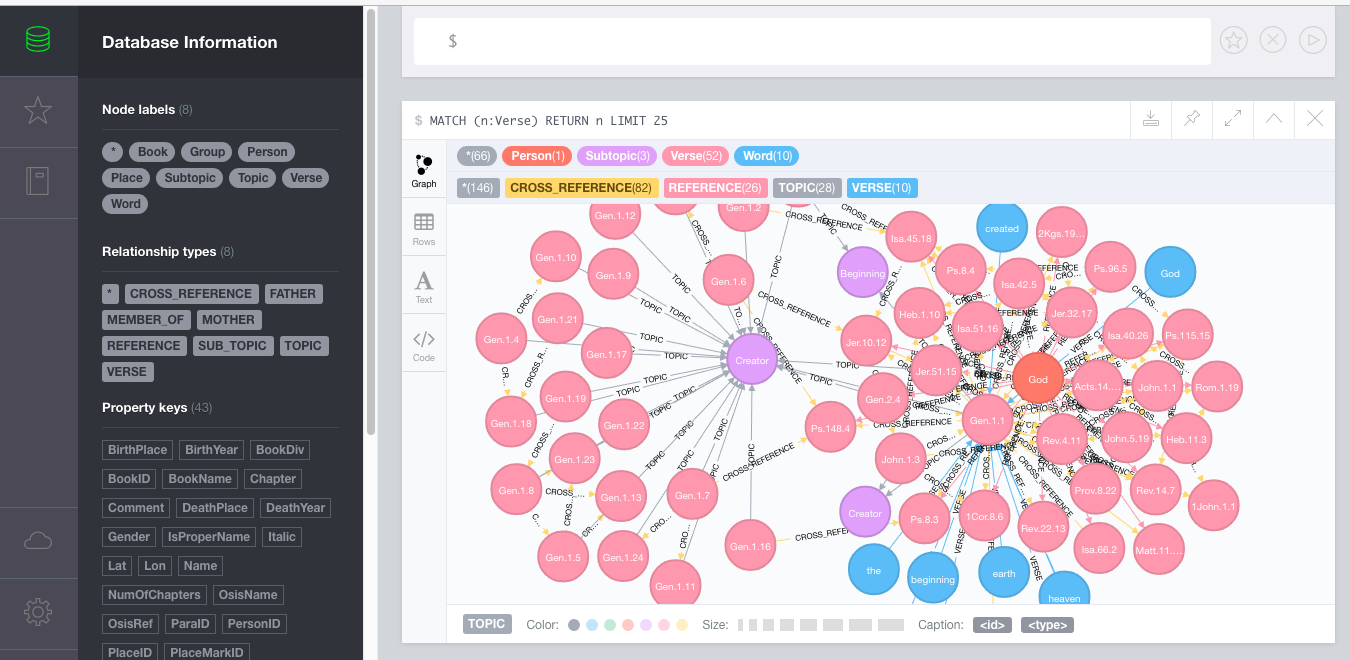 Database Information
Node labels (8)
* Book Group Person
Place Subtopic Topic Verse
Word
Relationship types (8)
* CROSS_REFERENCE FATHER
MEMBER_OF MOTHER
REFERENCE SUB_TOPIC TOPIC
VERSE
Property keys (43)
BirthPlace BirthYear BookDiv
BookID BookName Chapter
Comment DeathPlace DeathYear
Gender IsProperName Italic
Lat Lon Name
NumOfChapters OsisName
OsisRef ParaID PersonID
PlaceID PlaceMarkID
$
$ MATCH (n:Verse) RETURN n LIMIT 25
Graph
Rows
Text
Code
*(66) Person(1) Subtopic(3) Verse(52) Word(10)
*(146) CROSS_REFERENCE(82) REFERENCE(26) TOPIC(28) VERSE(10)
Gen.1.12
Gen.1.2
CROSS_REFERENCE
Isa.45.18
created
2Kgs.19...
Gen.1.10
Gen.1.9
Gen.1.6
Beginning
Ps.8.4
Isa.42.5
Ps.96.5
God
Gen.1.21
Gen.1.4
Gen.1.17
Creator
Heb.1.10
Isa.51.16
Jer.32.17
Isa.40.26
Ps.115.15
Jer.10.12
Jer.51.15
God
Acts.14....
John.1.1
Rom.1.19
Gen.1.19
Gen.1.18
Gen.1.22
Gen.2.4
Gen.1.1
Ps.148.4
Rev.4.11
John.5.19
Heb.11.3
Gen.1.23
Gen.1.8
Gen.1.13
Gen.1.7
John.1.3
Prov.8.22
Rev.14.7
1John.1.1
Creator
Ps.8.3
1Cor.8.6
Rev.22.13
Isa.66.2
Matt.11....
Gen.1.5
Gen.1.24
Gen.1.11
Gen.1.16
the
beginning
earth
heaven
TOPIC
CROSS_REFERENCE
VERSE
TOPIC Color: Size: Caption: <id> <type>